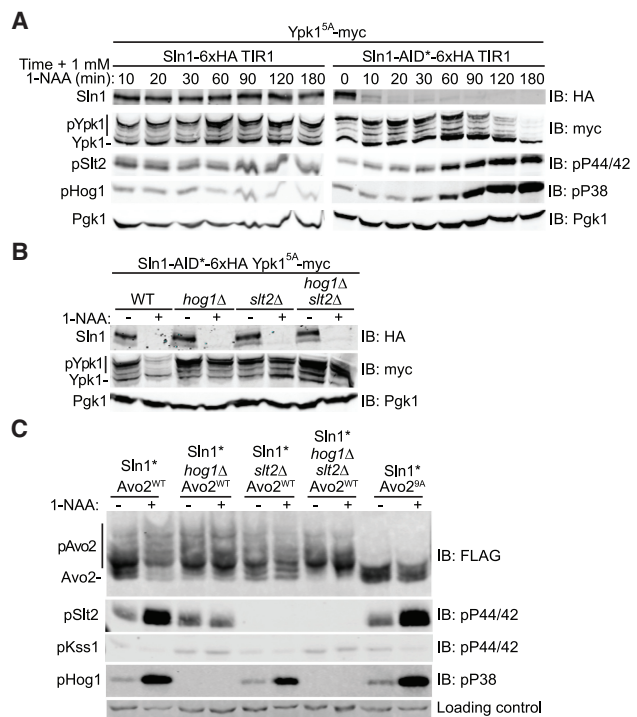 A
Ypk1^5A-myc
Sln1-6xHA TIR1 Sln1-AID*-6xHA TIR1
Time + 1 mM
1-NAA (min): 10 20 30 60 90 120 180 0 10 20 30 60 90 120 180
Sln1 IB: HA
pYpk1
Ypk1- IB: myc
pSlt2 IB: pP44/42
pHog1 IB: pP38
Pgk1 IB: Pgk1
B
Sln1-AID*-6xHA Ypk1^5A-myc
WT hog1Δ slt2Δ hog1Δ slt2Δ
1-NAA: - + - + - + - +
Sln1 IB: HA
pYpk1
Ypk1- IB: myc
Pgk1 IB: Pgk1
C
Sln1* Avo2^WT Sln1* hog1Δ Avo2^WT Sln1* slt2Δ Avo2^WT Sln1* hog1Δ slt2Δ Avo2^WT Sln1* Avo2^9A
1-NAA: - + - + - + - + - +
pAvo2
Avo2- IB: FLAG
pSlt2 IB: pP44/42
pKss1 IB: pP44/42
pHog1 IB: pP38
Loading control